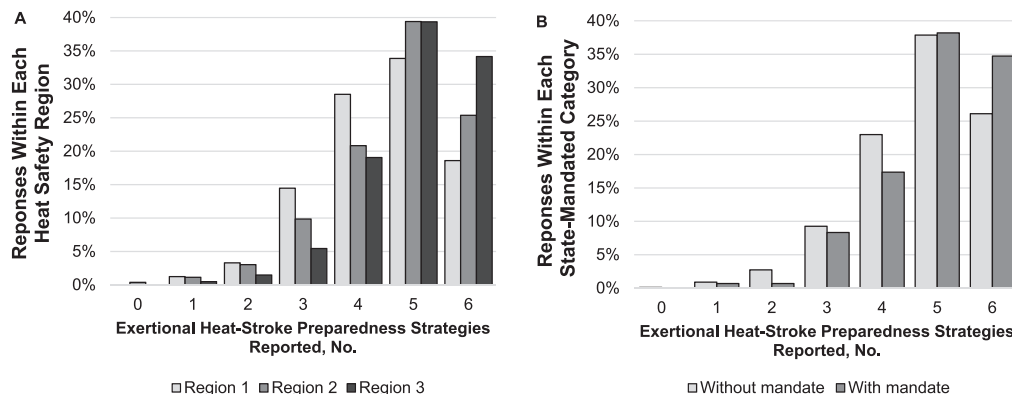 A
Reponses Within Each
Heat Safety Region
40%
35%
30%
25%
20%
15%
10%
5%
0%
0 1 2 3 4 5 6
Exertional Heat-Stroke Preparedness Strategies
Reported, No.
Region 1 Region 2 Region 3
B
Reponses Within Each
State-Mandated Category
40%
35%
30%
25%
20%
15%
10%
5%
0%
0 1 2 3 4 5 6
Exertional Heat-Stroke Preparedness Strategies
Reported, No.
Without mandate With mandate